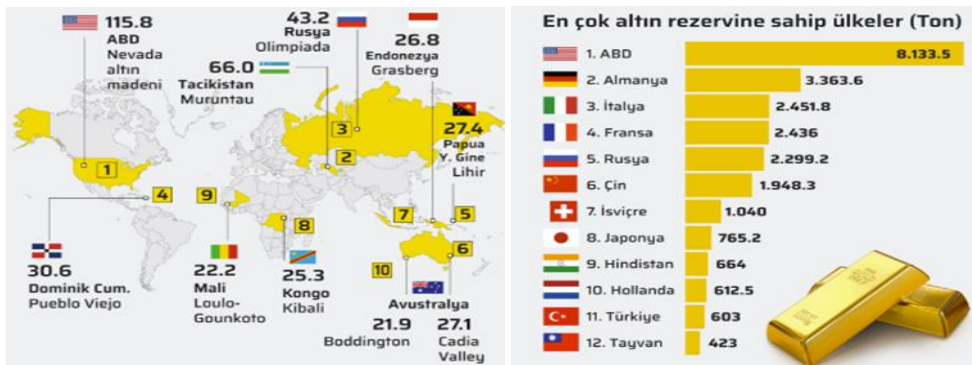 115.8
ABD
Nevada
altın
madeni
66.0
Tacikistan
Muruntau
43.2
Rusya
Olimpiada
26.8
Endonezya
Grasberg
27.4
Papua
Y. Gine
Lihir
1
2
3
4
5
6
7
8
9
10
30.6
Dominik Cum.
Pueblo Viejo
22.2
Mali
Loulo-
Gounkoto
25.3
Kongo
Kibali
Avustralya
21.9
Boddington
27.1
Cadia
Valley
En çok altın rezervine sahip ülkeler (Ton)
1. ABD 8.133.5
2. Almanya 3.363.6
3. İtalya 2.451.8
4. Fransa 2.436
5. Rusya 2.299.2
6. Çin 1.948.3
7. İsviçre 1.040
8. Japonya 765.2
9. Hindistan 664
10. Hollanda 612.5
11. Türkiye 603
12. Tayvan 423